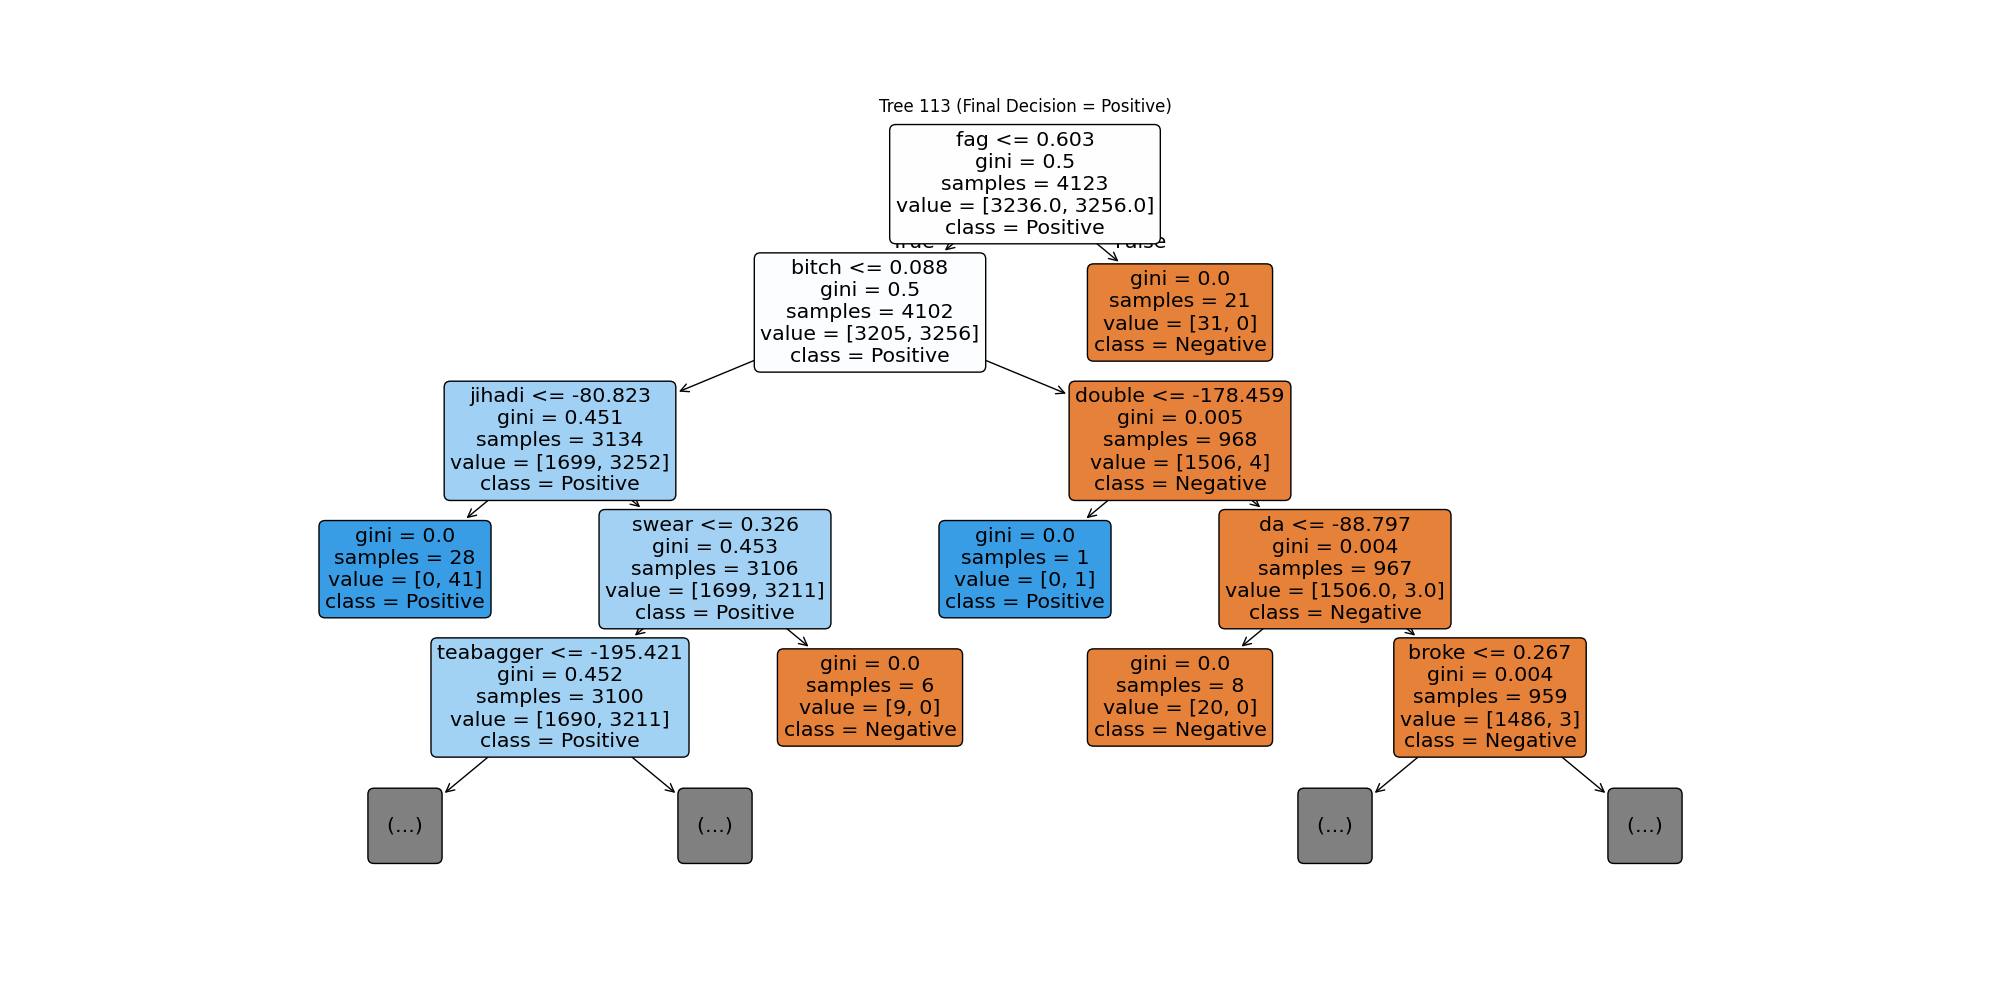 Tree 113 (Final Decision = Positive)
fag <= 0.603
gini = 0.5
samples = 4123
value = [3236.0, 3256.0]
class = Positive
True
False
bitch <= 0.088
gini = 0.5
samples = 4102
value = [3205, 3256]
class = Positive
gini = 0.0
samples = 21
value = [31, 0]
class = Negative
jihadi <= -80.823
gini = 0.451
samples = 3134
value = [1699, 3252]
class = Positive
double <= -178.459
gini = 0.005
samples = 968
value = [1506, 4]
class = Negative
gini = 0.0
samples = 28
value = [0, 41]
class = Positive
swear <= 0.326
gini = 0.453
samples = 3106
value = [1699, 3211]
class = Positive
gini = 0.0
samples = 1
value = [0, 1]
class = Positive
da <= -88.797
gini = 0.004
samples = 967
value = [1506.0, 3.0]
class = Negative
teabagger <= -195.421
gini = 0.452
samples = 3100
value = [1690, 3211]
class = Positive
gini = 0.0
samples = 6
value = [9, 0]
class = Negative
gini = 0.0
samples = 8
value = [20, 0]
class = Negative
broke <= 0.267
gini = 0.004
samples = 959
value = [1486, 3]
class = Negative
(...)
(...)
(...)
(...)